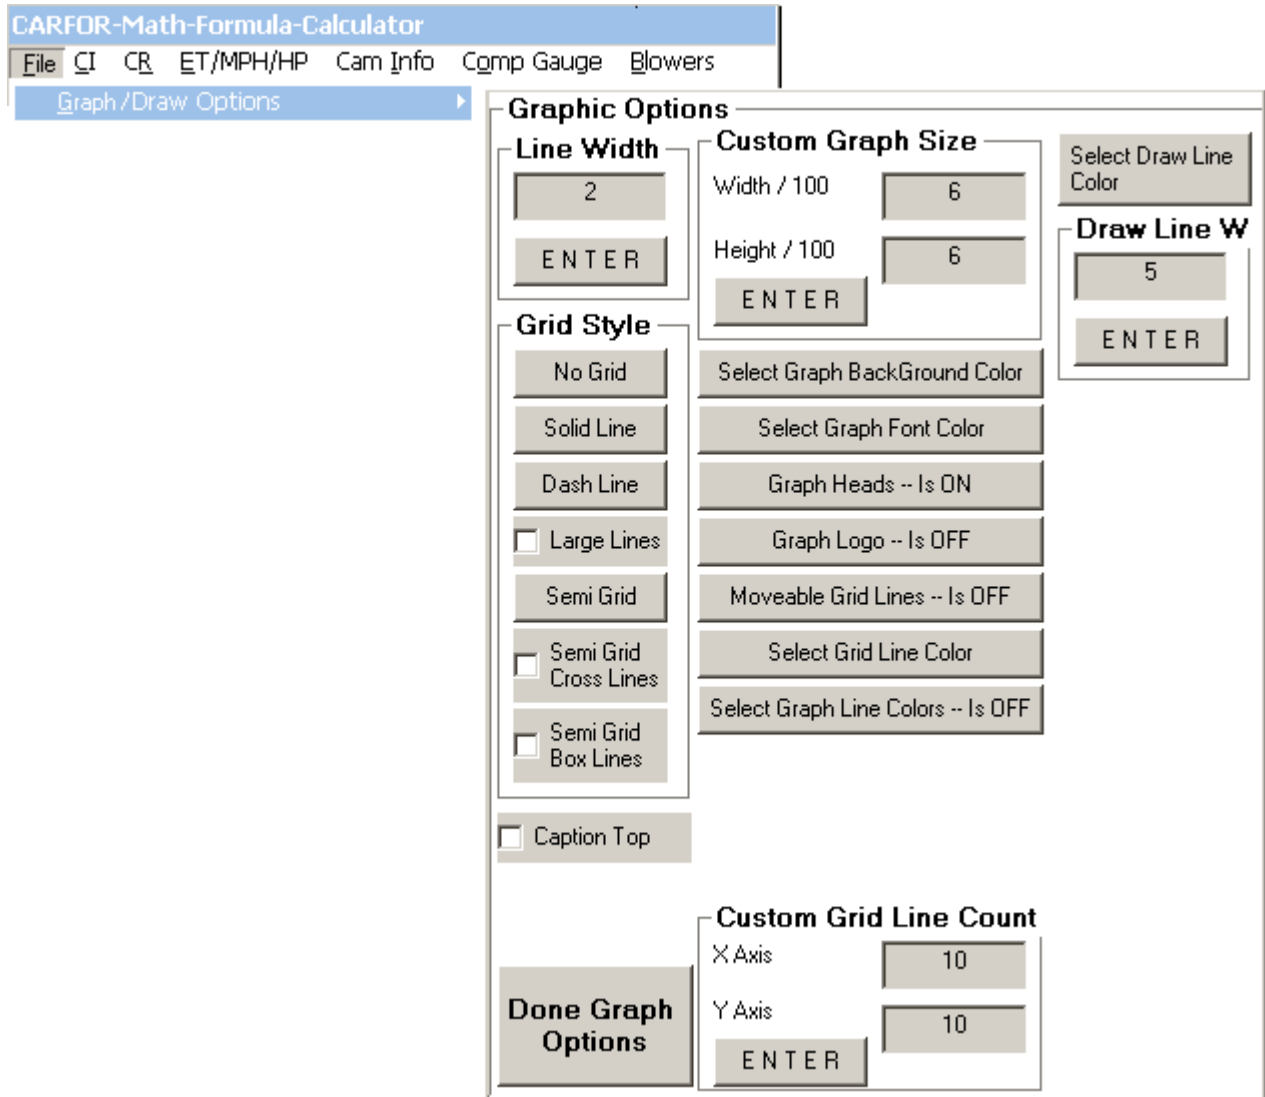 CARFOR-Math-Formula-Calculator
File CI CR ET/MPH/HP Cam Info Comp Gauge Blowers
Graph/Draw Options
Graphic Options
Line Width
2
ENTER
Custom Graph Size
Width / 100
6
Height / 100
6
ENTER
Select Draw Line
Color
Draw Line W
5
ENTER
Grid Style
No Grid
Solid Line
Dash Line
Large Lines
Semi Grid
Semi Grid
Cross Lines
Semi Grid
Box Lines
Select Graph BackGround Color
Select Graph Font Color
Graph Heads -- Is ON
Graph Logo -- Is OFF
Moveable Grid Lines -- Is OFF
Select Grid Line Color
Select Graph Line Colors -- Is OFF
Caption Top
Done Graph
Options
Custom Grid Line Count
X Axis
10
Y Axis
10
ENTER